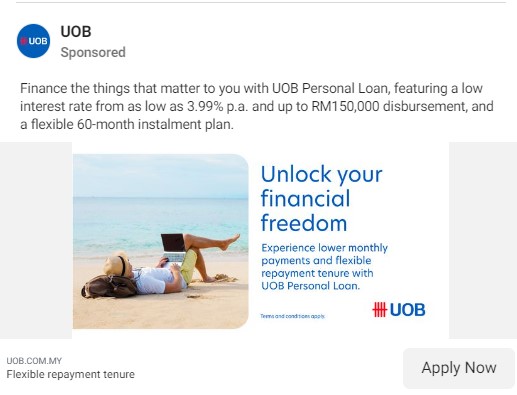 UOB
UOB
Sponsored
Finance the things that matter to you with UOB Personal Loan, featuring a low
interest rate from as low as 3.99% p.a. and up to RM150,000 disbursement, and
a flexible 60-month instalment plan.
Unlock your
financial
freedom
Experience lower monthly
payments and flexible
repayment tenure with
UOB Personal Loan.
Terms and conditions apply.
UOB
UOB.COM.MY
Flexible repayment tenure
Apply Now